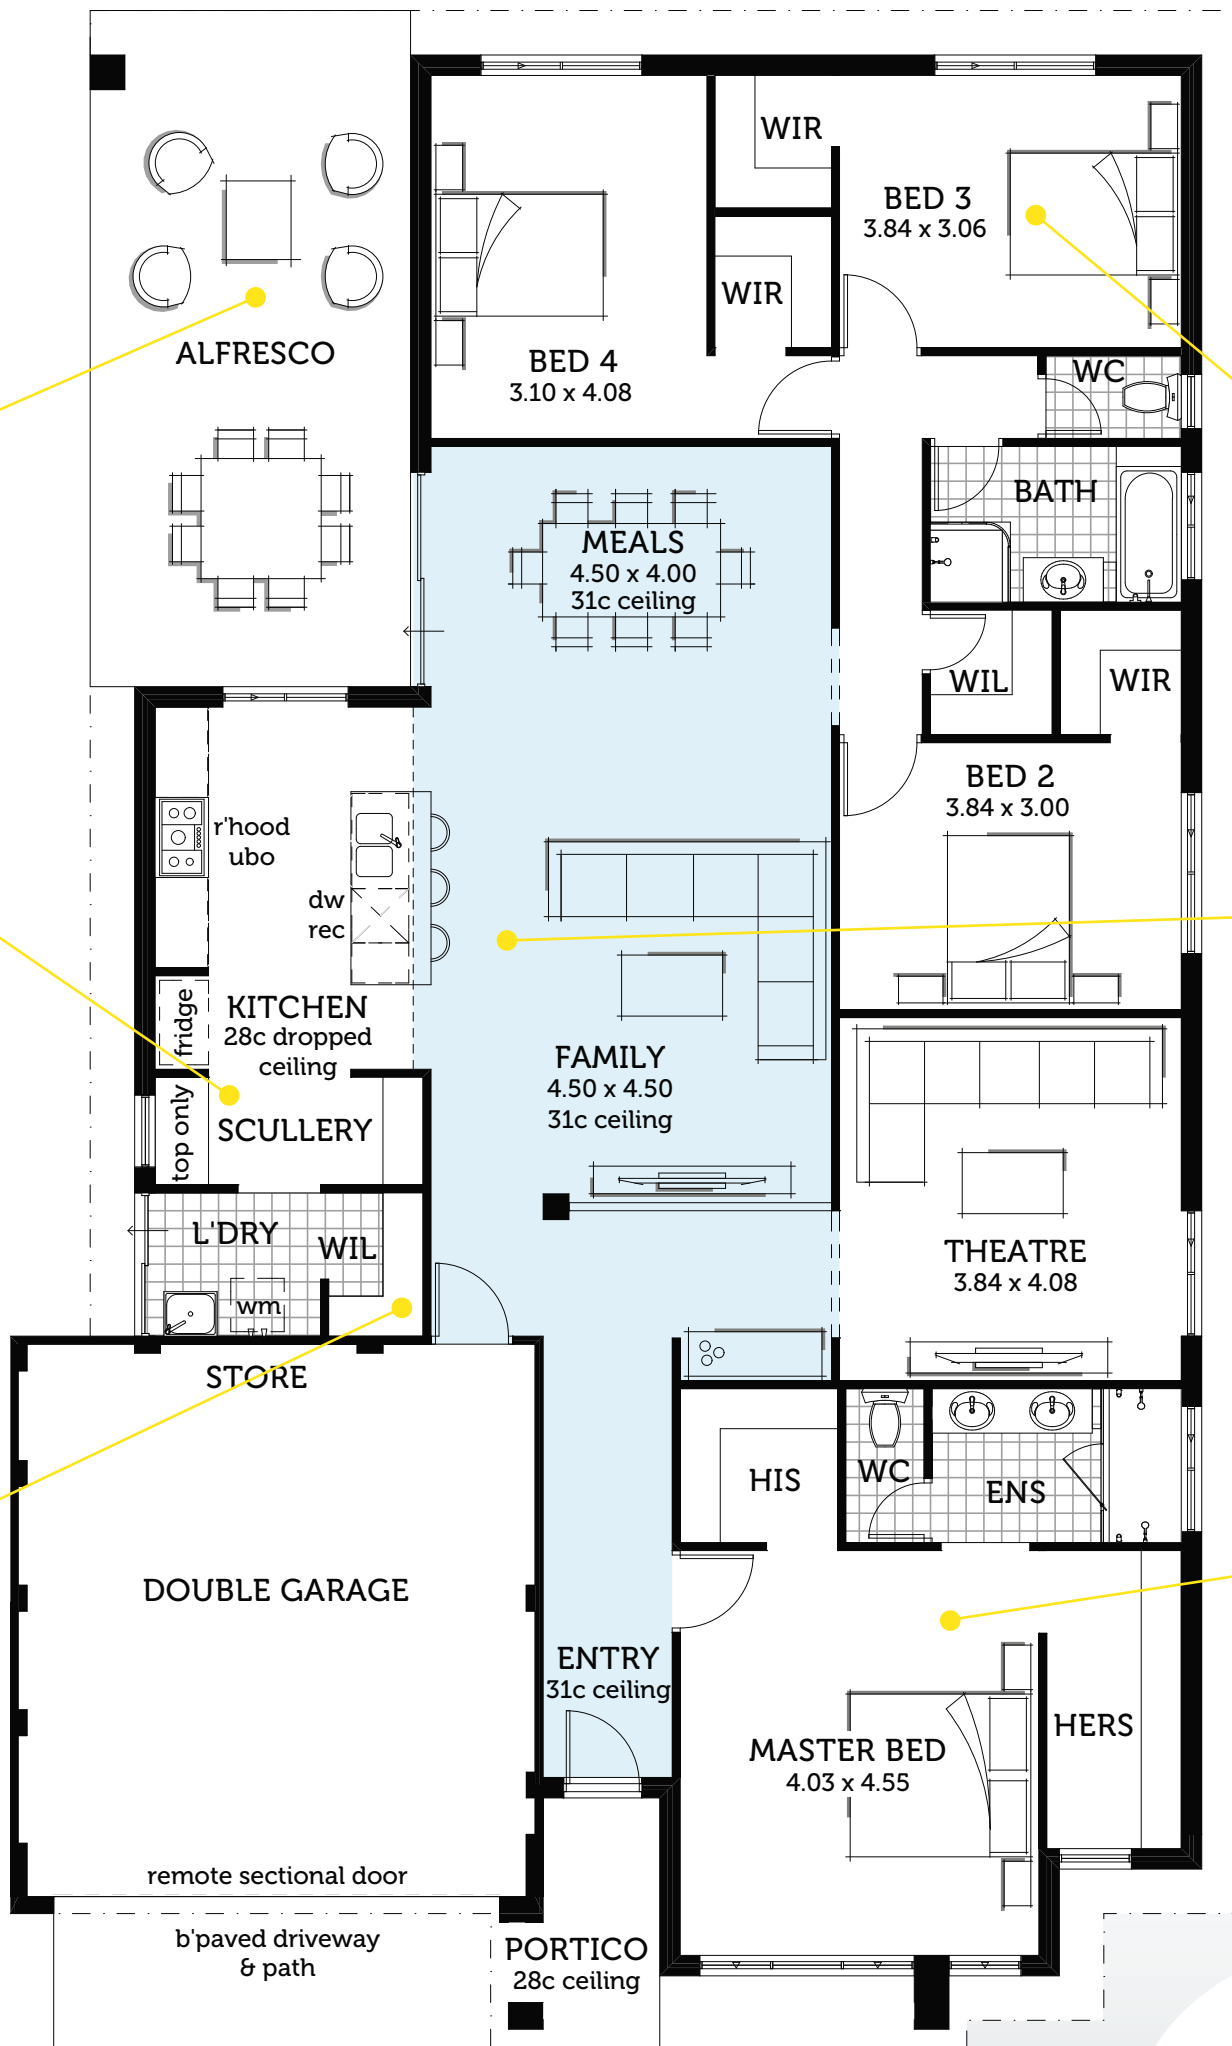 WIR
BED 3
3.84 x 3.06
WIR
ALFRESCO
BED 4
3.10 x 4.08
WC
BATH
MEALS
4.50 x 4.00
31c ceiling
WIL
WIR
BED 2
3.84 x 3.00
r'hood
ubo
dw
rec
fridge
KITCHEN
28c dropped
ceiling
FAMILY
4.50 x 4.50
31c ceiling
top only
SCULLERY
L'DRY
WIL
wm
THEATRE
3.84 x 4.08
STORE
HIS
WC
ENS
DOUBLE GARAGE
ENTRY
31c ceiling
HERS
MASTER BED
4.03 x 4.55
remote sectional door
b'paved driveway
& path
PORTICO
28c ceiling